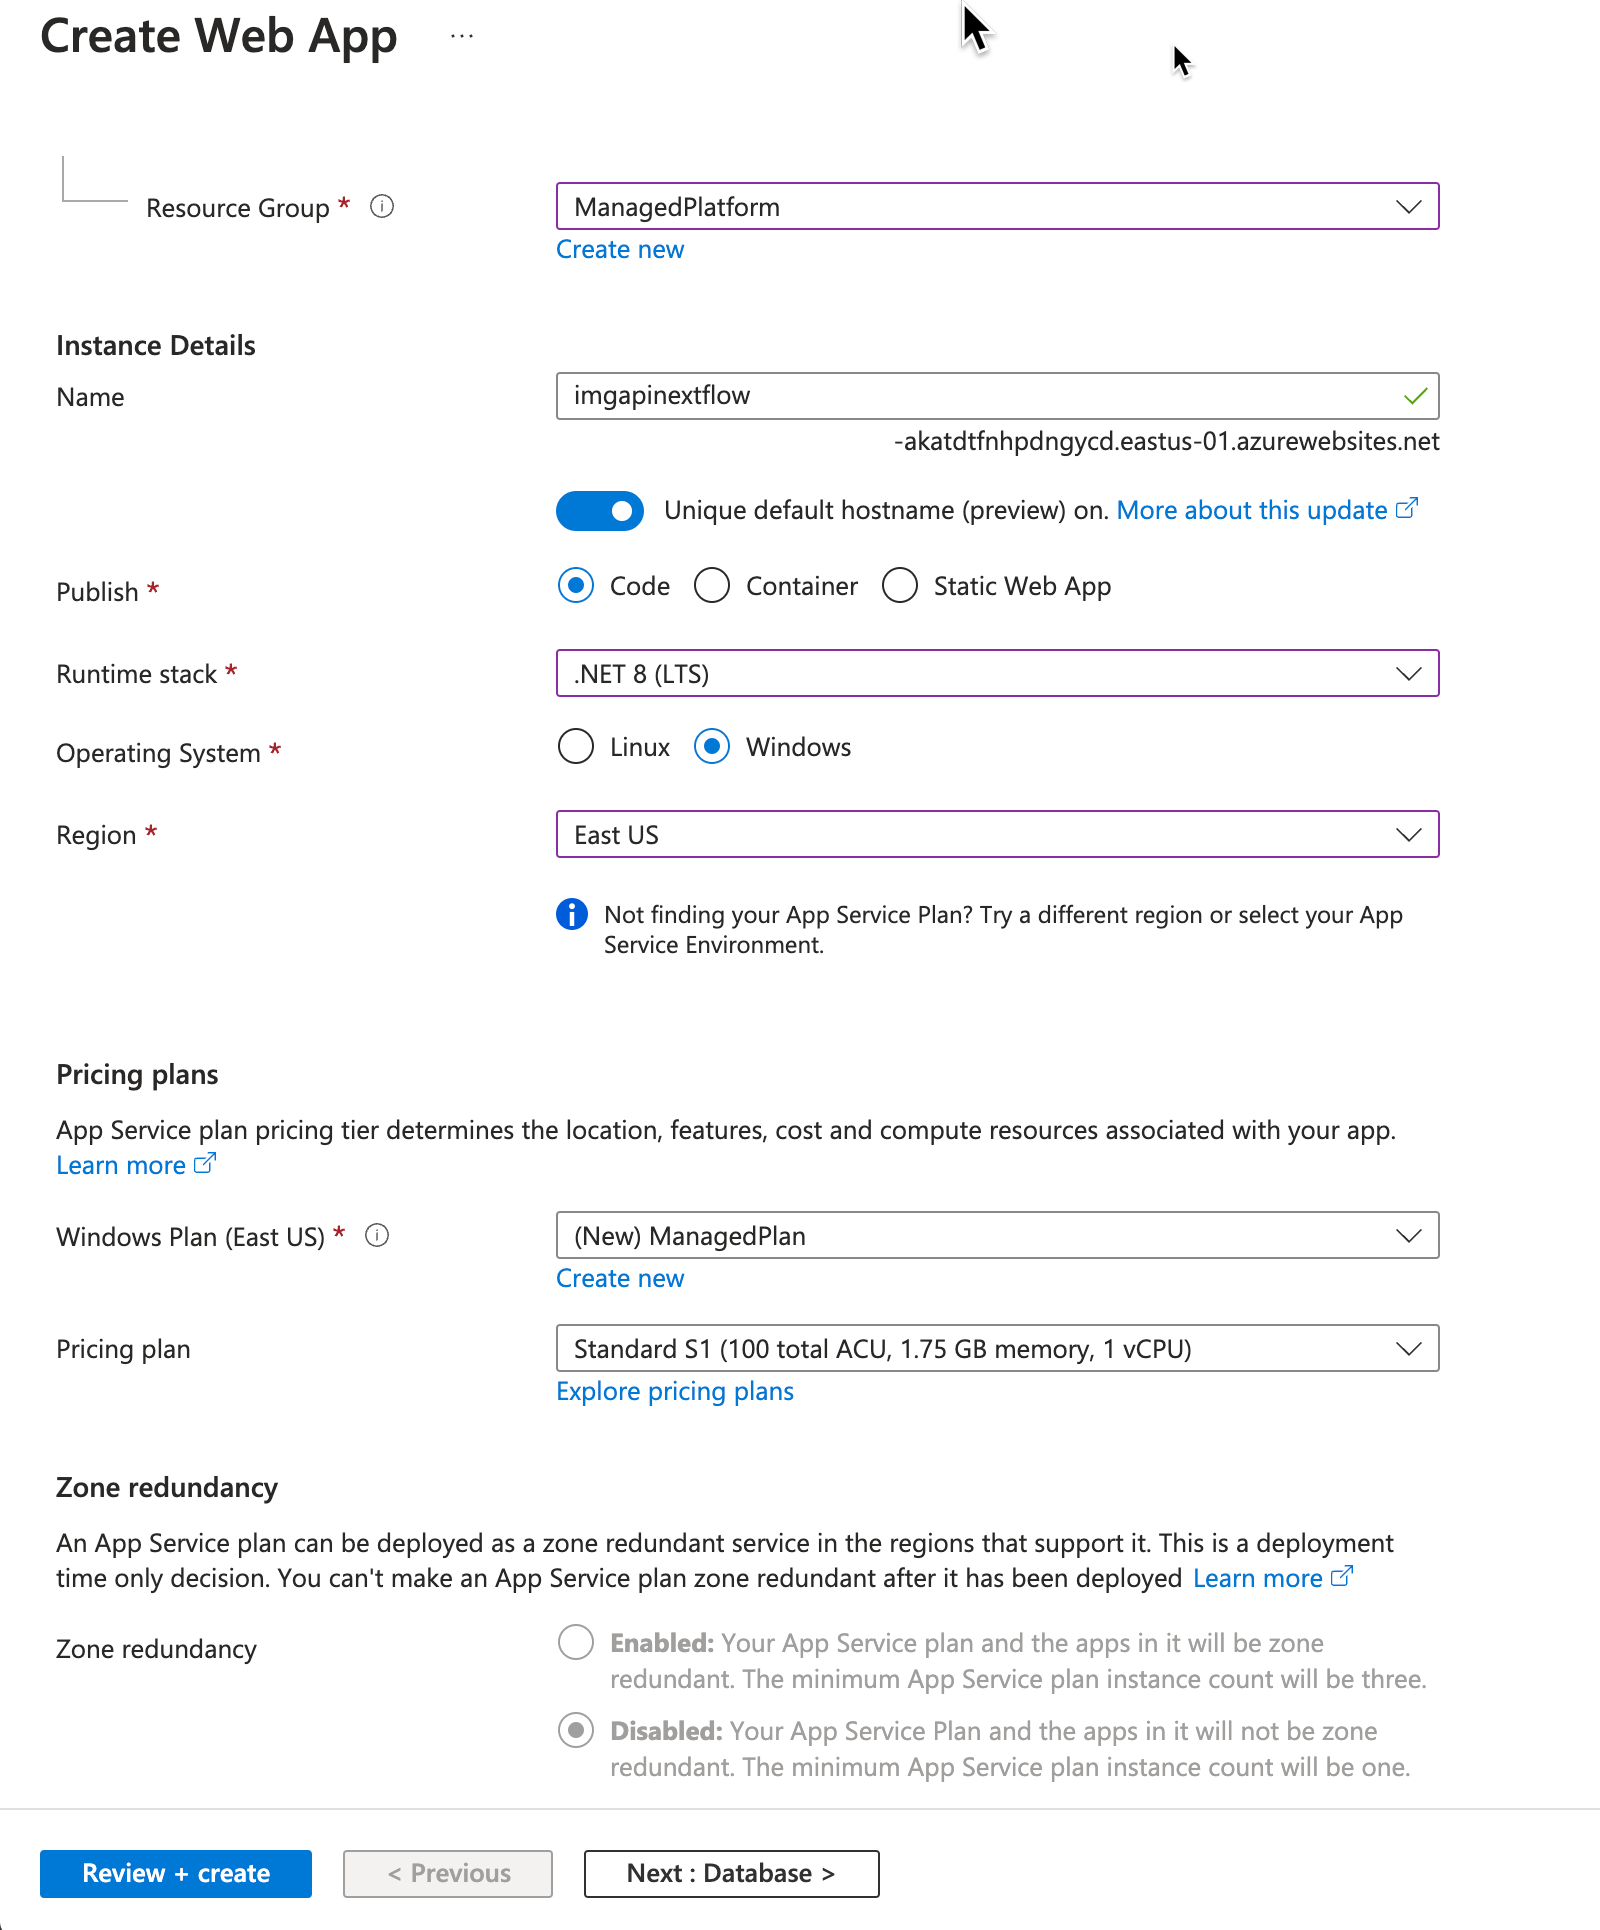 Create Web App ...
Resource Group *
ManagedPlatform
Create new
Instance Details
Name
imgapinextflow
-akatdtfnhpdngycd.eastus-01.azurewebsites.net
Unique default hostname (preview) on. More about this update
Publish *
Code Container Static Web App
Runtime stack *
.NET 8 (LTS)
Operating System *
Linux Windows
Region *
East US
Not finding your App Service Plan? Try a different region or select your App
Service Environment.
Pricing plans
App Service plan pricing tier determines the location, features, cost and compute resources associated with your app.
Learn more
Windows Plan (East US) *
(New) ManagedPlan
Create new
Pricing plan
Standard S1 (100 total ACU, 1.75 GB memory, 1 vCPU)
Explore pricing plans
Zone redundancy
An App Service plan can be deployed as a zone redundant service in the regions that support it. This is a deployment
time only decision. You can't make an App Service plan zone redundant after it has been deployed Learn more
Zone redundancy
Enabled: Your App Service plan and the apps in it will be zone
redundant. The minimum App Service plan instance count will be three.
Disabled: Your App Service Plan and the apps in it will not be zone
redundant. The minimum App Service plan instance count will be one.
Review + create
< Previous
Next : Database >